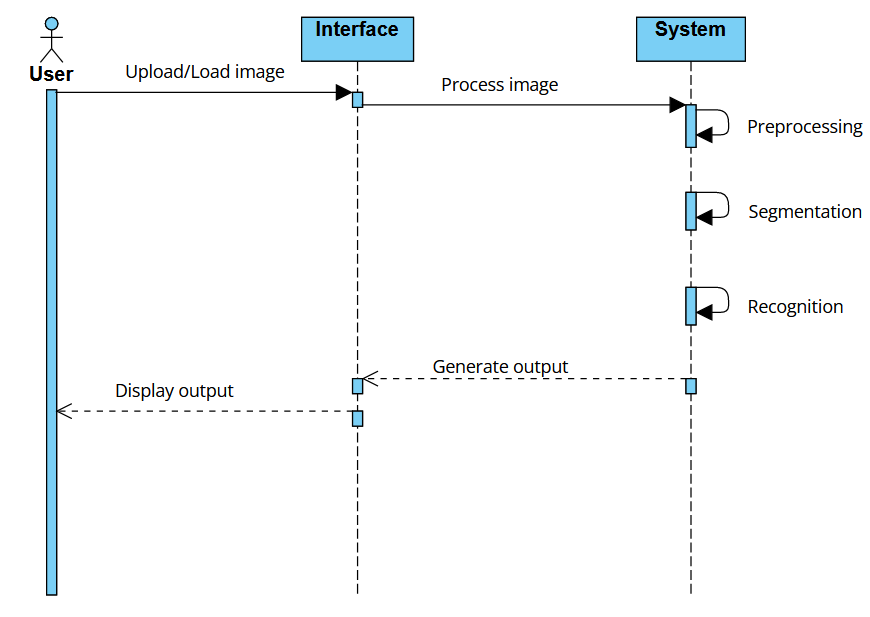 Interface
System
User
Upload/Load image
Process image
Preprocessing
Segmentation
Recognition
Generate output
Display output